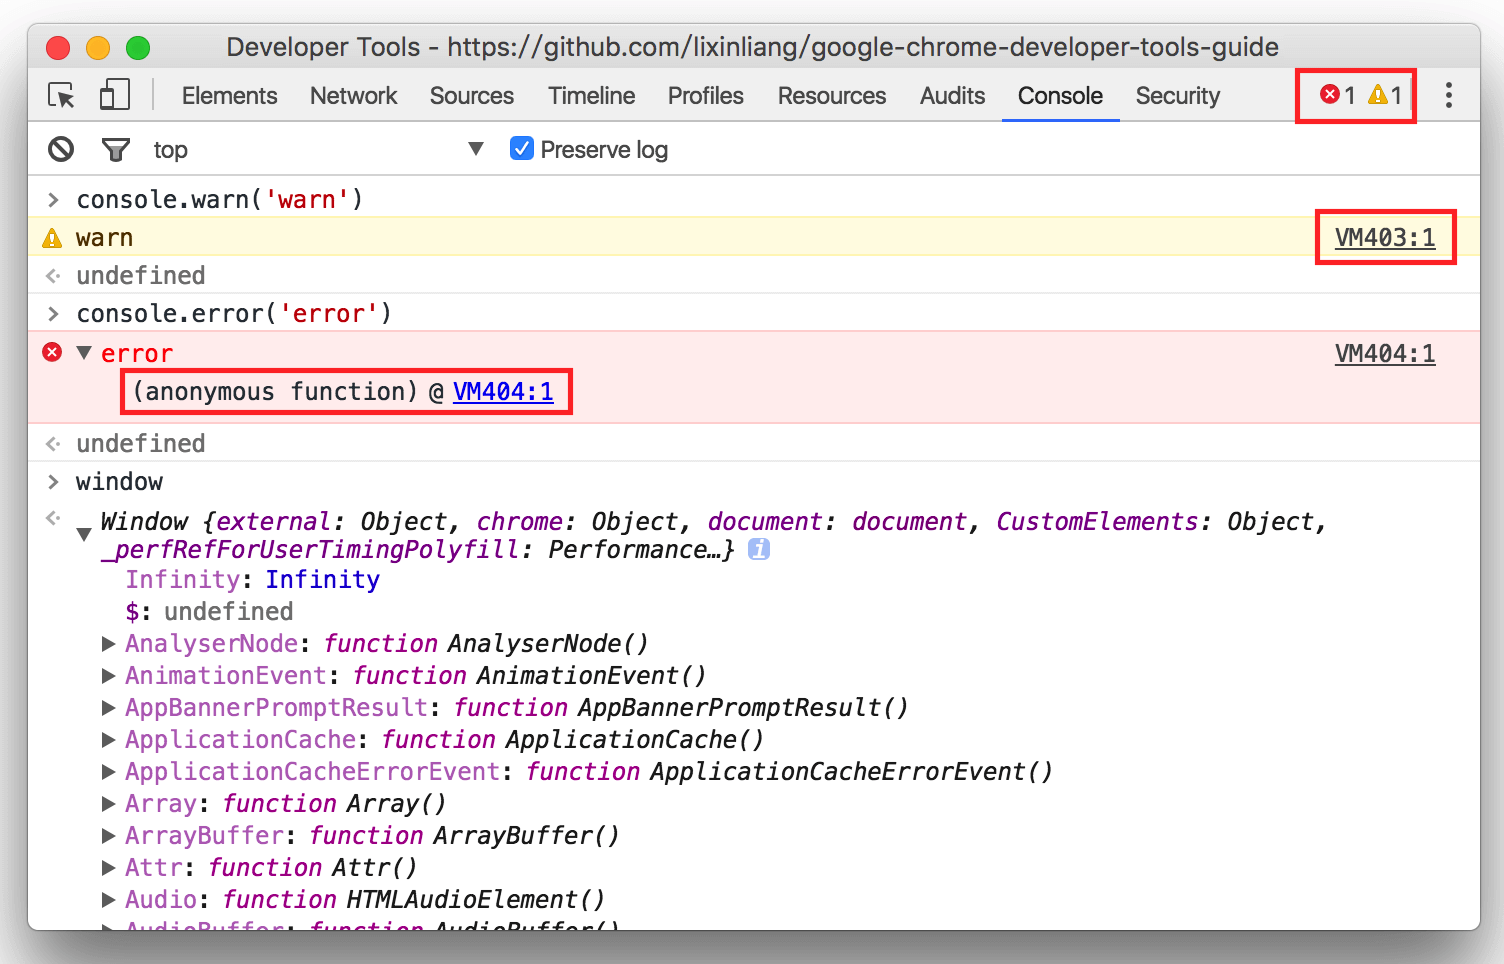 Developer Tools - https://github.com/lixinliang/google-chrome-developer-tools-guide
Elements Network Sources Timeline Profiles Resources Audits Console Security 1 1
top Preserve log
> console.warn('warn')
warn VM403:1
undefined
> console.error('error')
error VM404:1
(anonymous function) @ VM404:1
undefined
> window
Window {external: Object, chrome: Object, document: document, CustomElements: Object,
_perfRefForUserTimingPolyfill: Performance…} i
Infinity: Infinity
$: undefined
AnalyserNode: function AnalyserNode()
AnimationEvent: function AnimationEvent()
AppBannerPromptResult: function AppBannerPromptResult()
ApplicationCache: function ApplicationCache()
ApplicationCacheErrorEvent: function ApplicationCacheErrorEvent()
Array: function Array()
ArrayBuffer: function ArrayBuffer()
Attr: function Attr()
Audio: function HTMLAudioElement()
AudioBuffer: function AudioBuffer()